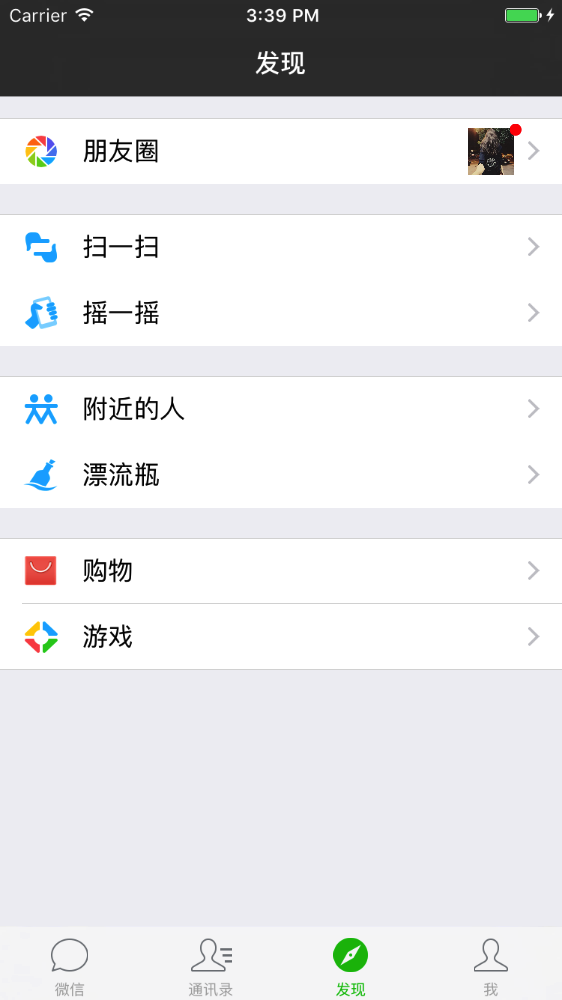 Carrier 3:39 PM
发现
朋友圈
扫一扫
摇一摇
附近的人
漂流瓶
购物
游戏
微信 通讯录 发现 我